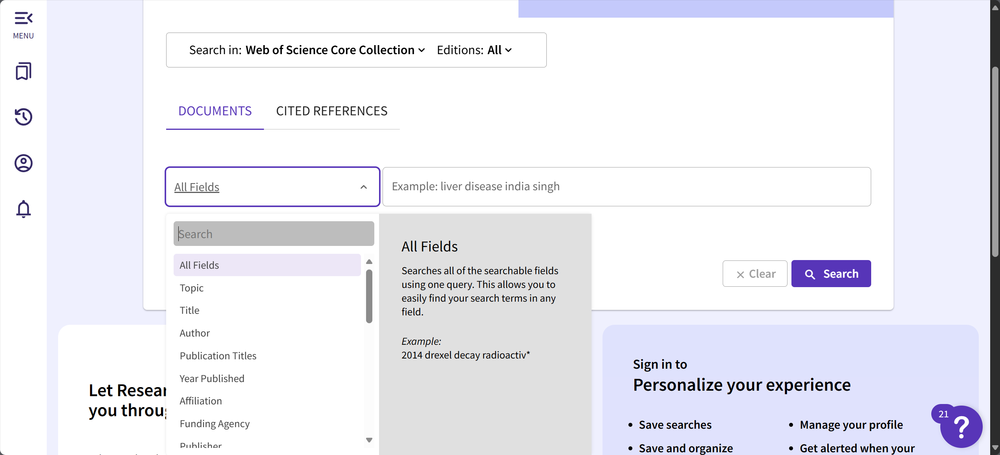 MENU
Search in: Web of Science Core Collection Editions: All
DOCUMENTS CITED REFERENCES
All Fields
Example: liver disease india singh
Search
All Fields
Topic
Title
Author
Publication Titles
Year Published
Affiliation
Funding Agency
Publisher
All Fields
Searches all of the searchable fields
using one query. This allows you to
easily find your search terms in any
field.
Example:
2014 drexel decay radioactiv*
Clear Search
Let Resear
you throug
Sign in to
Personalize your experience
• Save searches
• Save and organize
• Manage your profile
• Get alerted when your
21
?